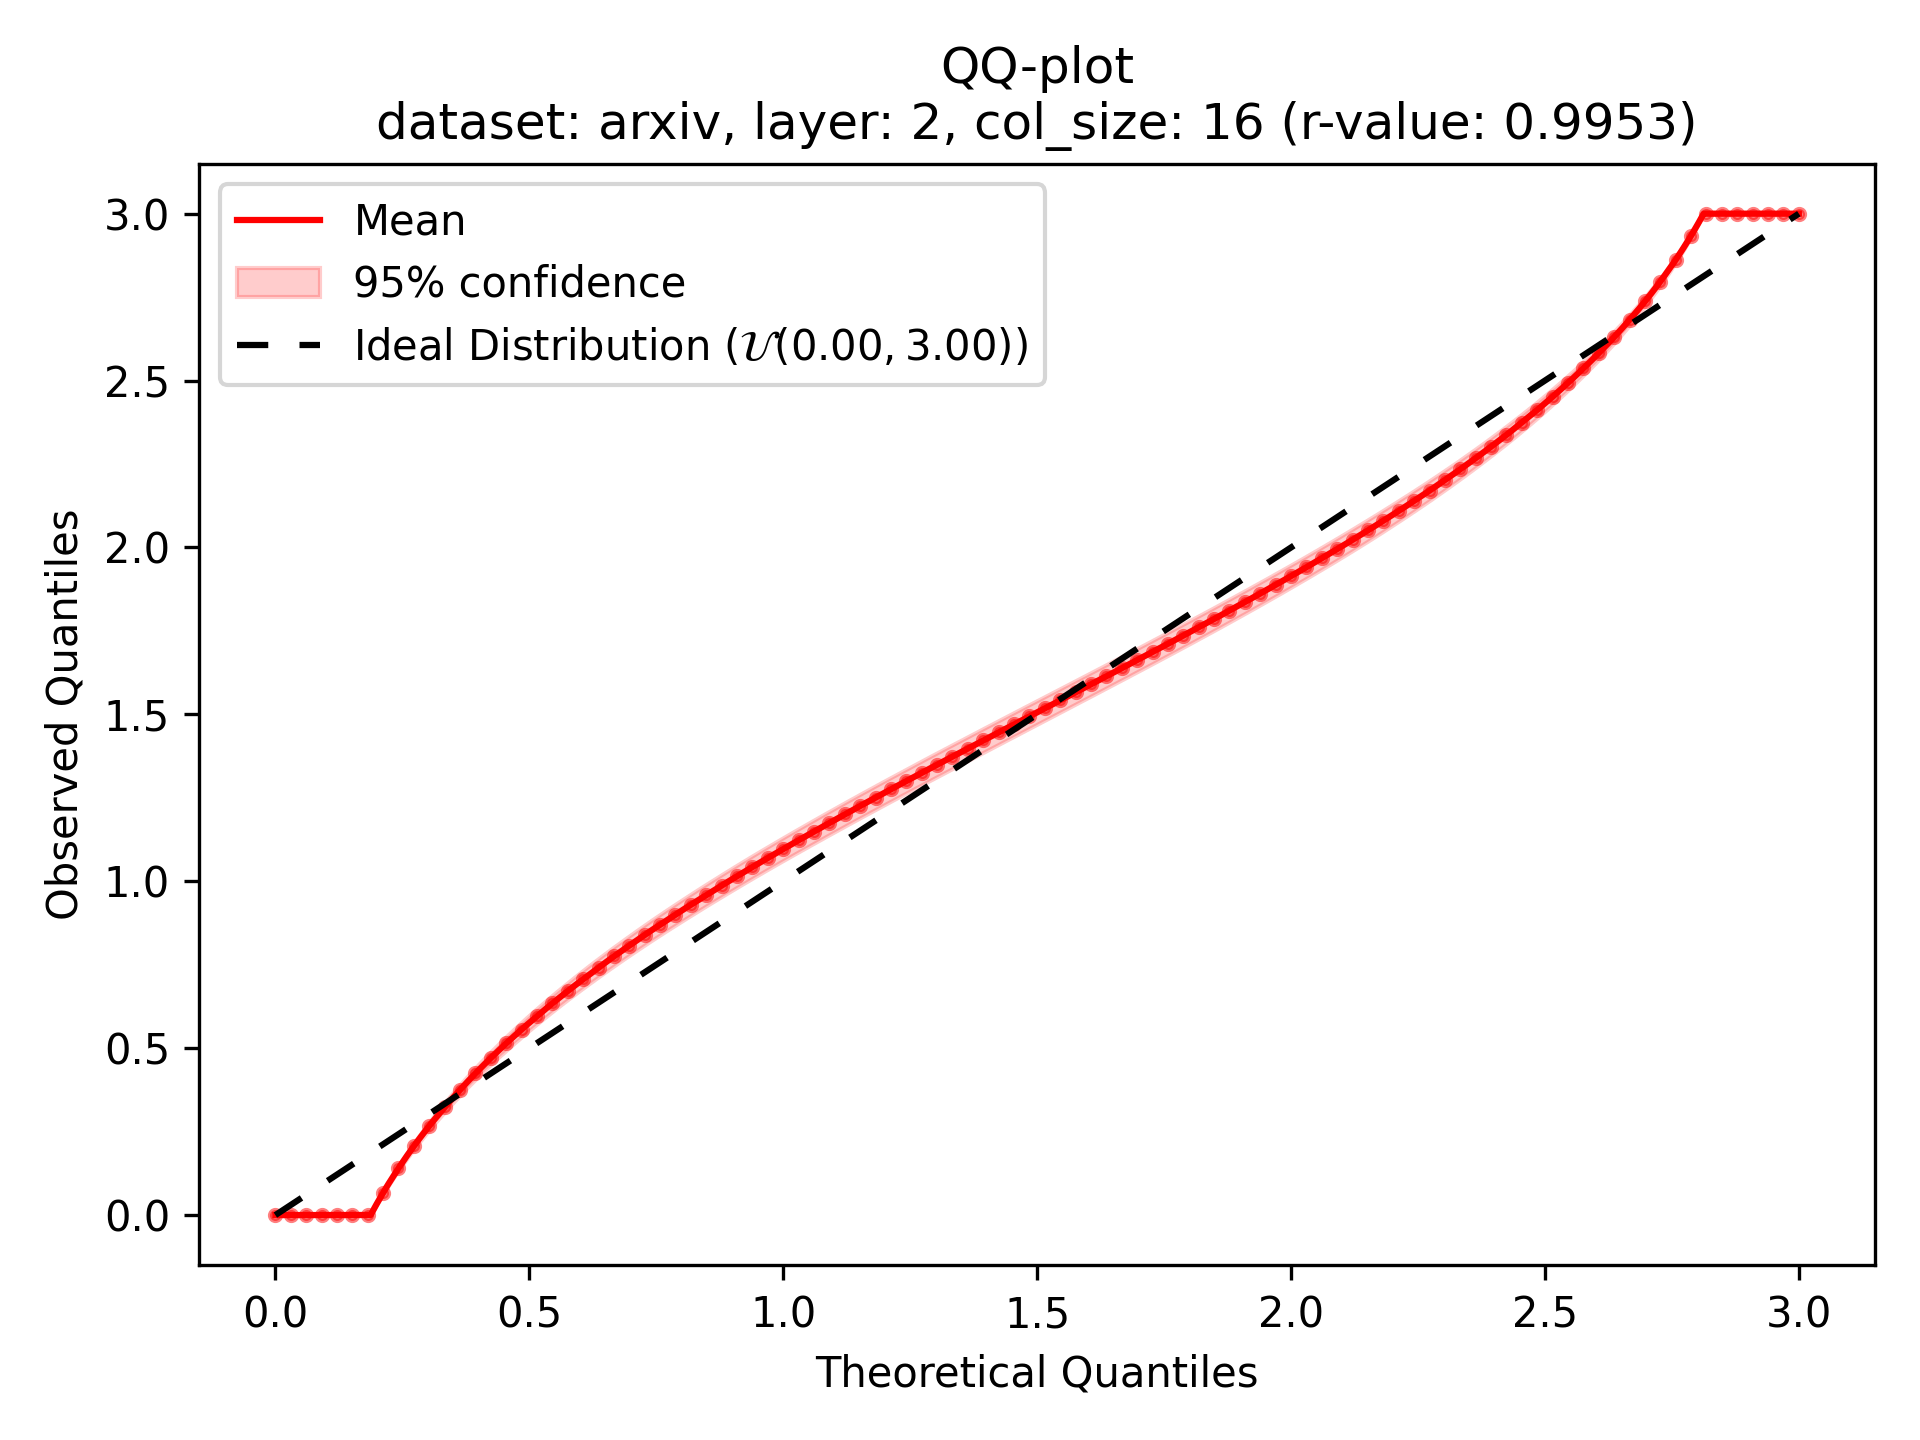 QQ-plot
dataset: arxiv, layer: 2, col_size: 16 (r-value: 0.9953)
Mean
95% confidence
Ideal Distribution (𝒰(0.00, 3.00))
3.0
2.5
2.0
1.5
1.0
0.5
0.0
Observed Quantiles
0.0 0.5 1.0 1.5 2.0 2.5 3.0
Theoretical Quantiles